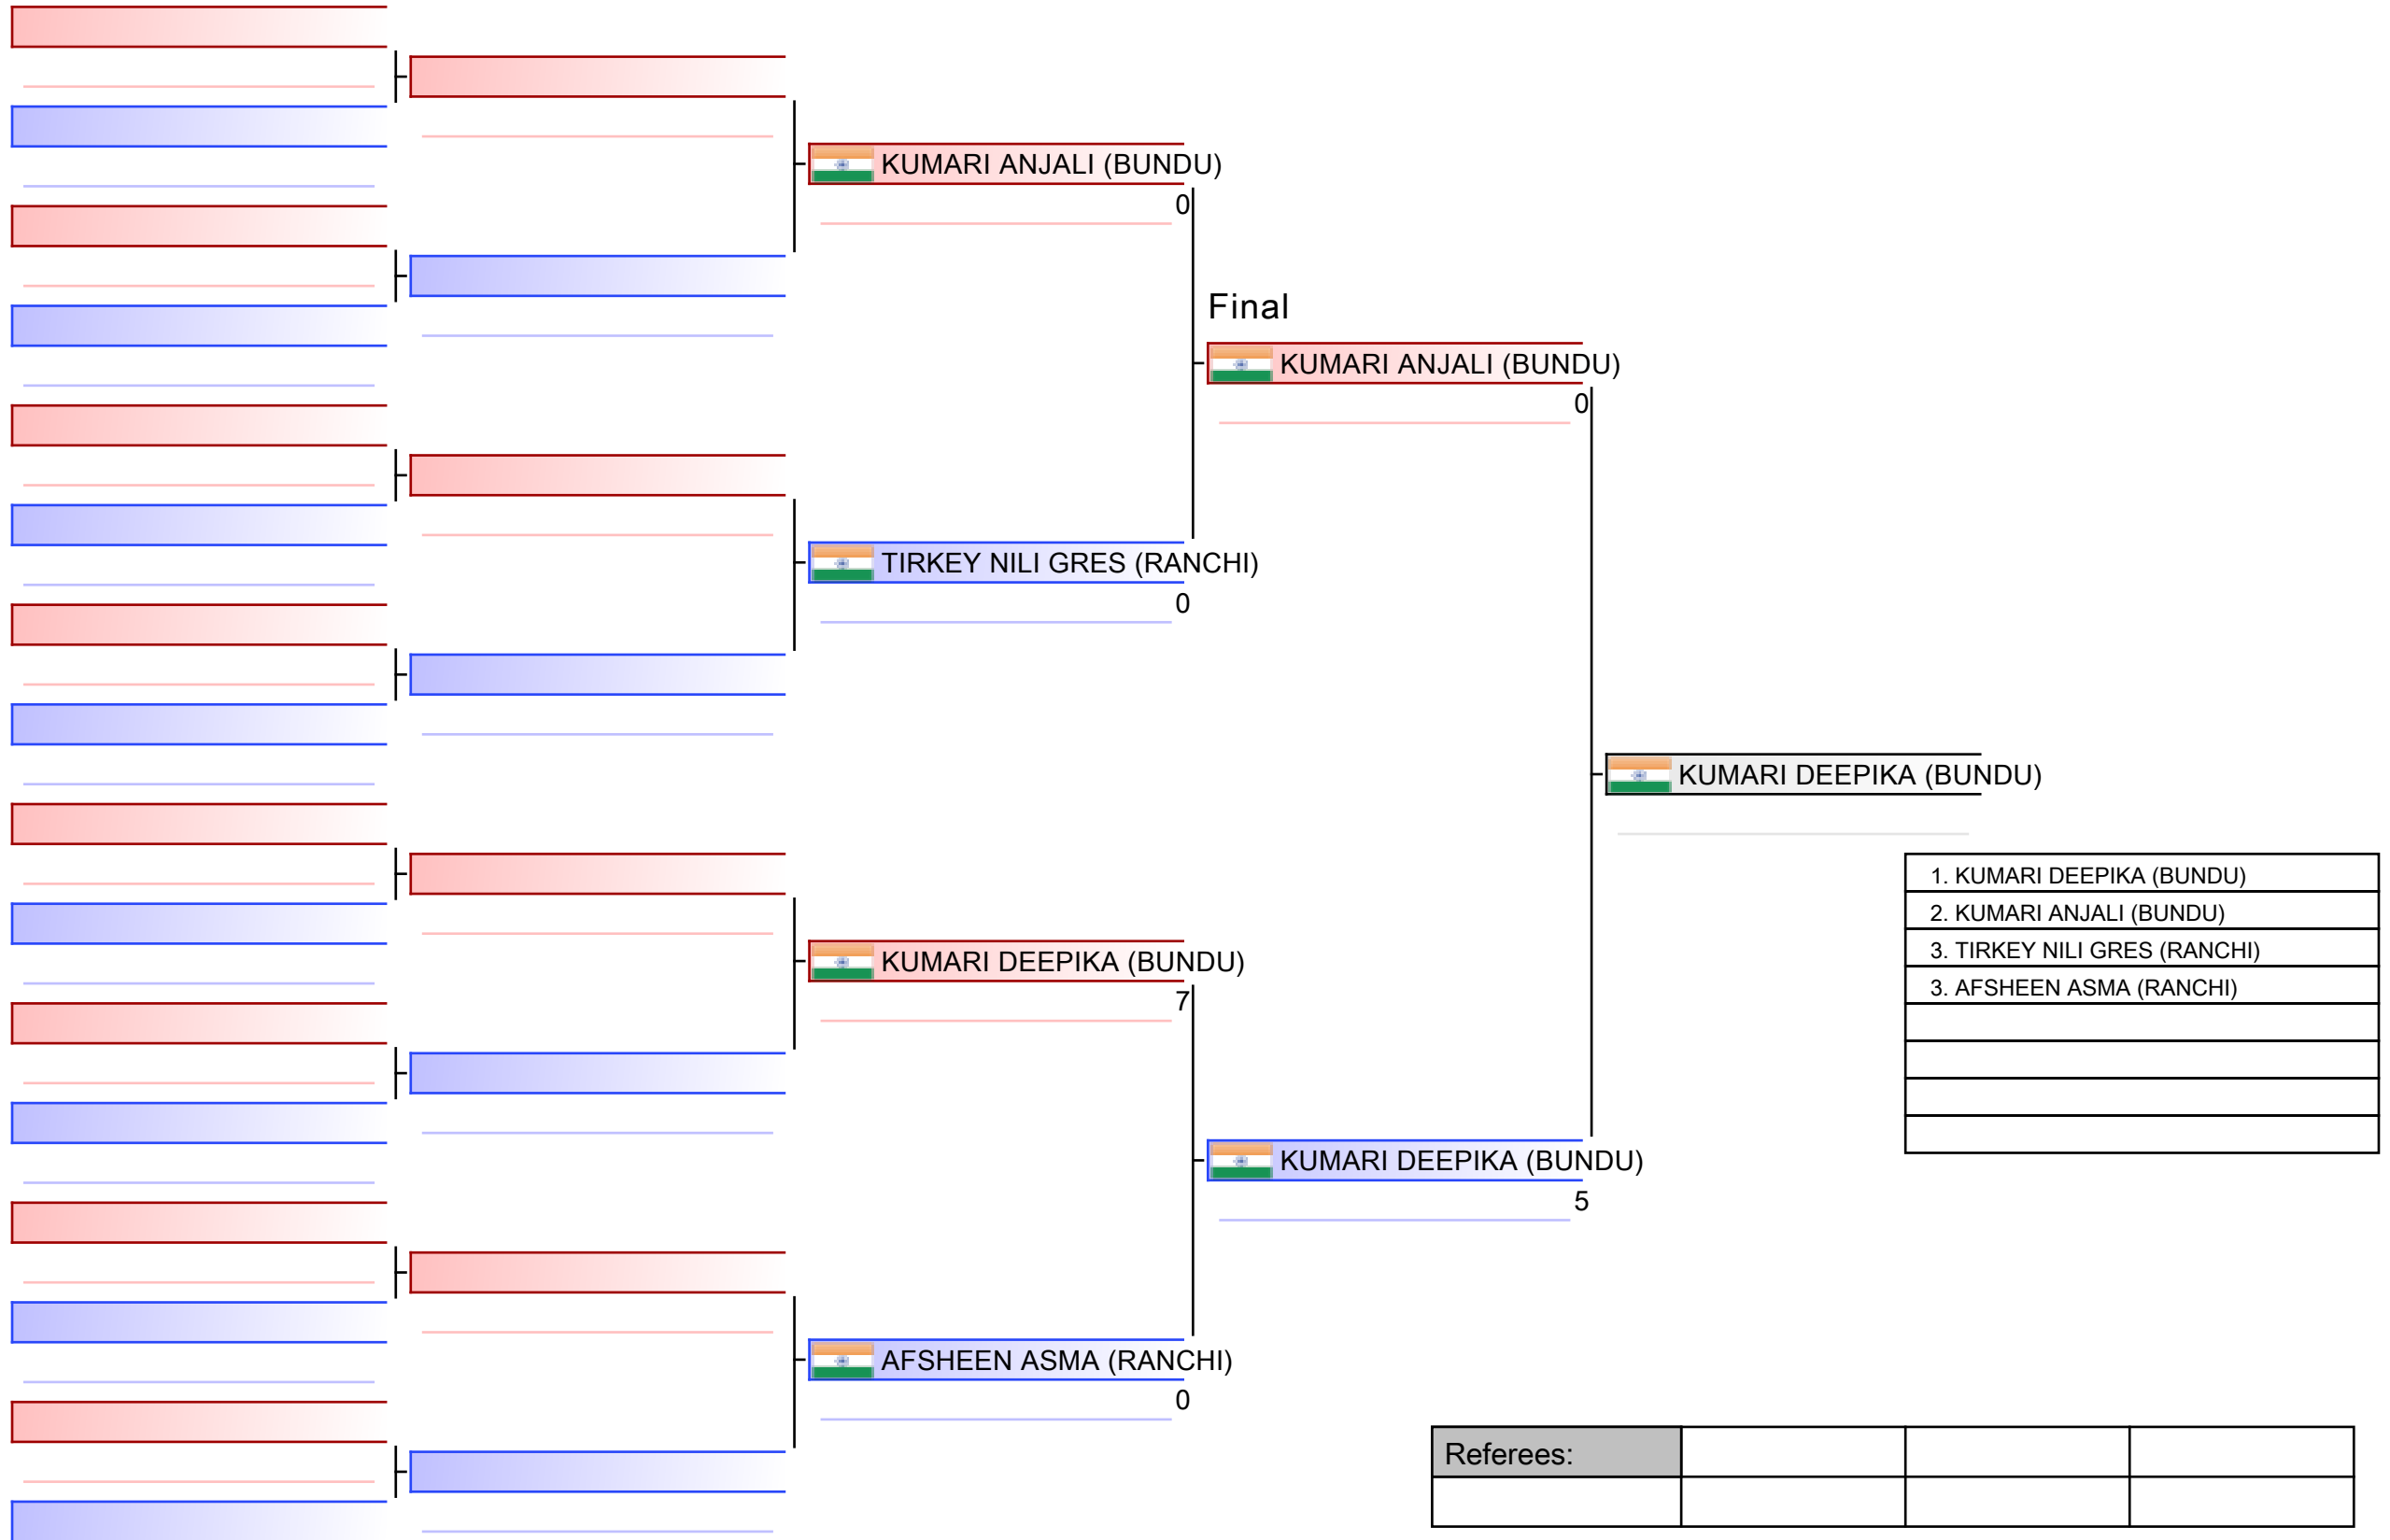 KUMARI ANJALI (BUNDU)
0
Final
KUMARI ANJALI (BUNDU)
0
TIRKEY NILI GRES (RANCHI)
0
KUMARI DEEPIKA (BUNDU)
1. KUMARI DEEPIKA (BUNDU)
2. KUMARI ANJALI (BUNDU)
3. TIRKEY NILI GRES (RANCHI)
3. AFSHEEN ASMA (RANCHI)
KUMARI DEEPIKA (BUNDU)
7
KUMARI DEEPIKA (BUNDU)
5
AFSHEEN ASMA (RANCHI)
0
Referees: